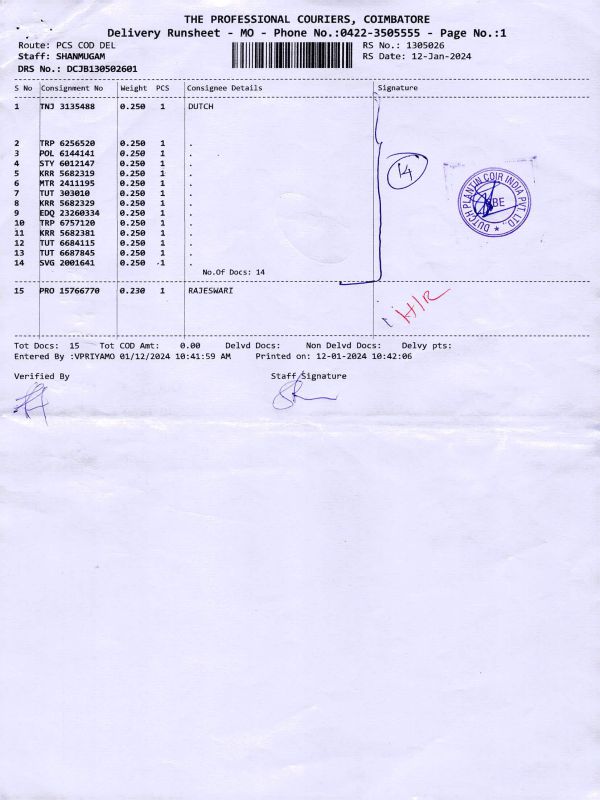 THE PROFESSIONAL COURIERS, COIMBATORE
Delivery Runsheet - MO - Phone No.:0422-3505555 - Page No.:1
Route: PCS COD DEL RS No.: 1305026
Staff: SHANMUGAM RS Date: 12-Jan-2024
DRS No.: DCJB130502601
S No Consignment No Weight PCS Consignee Details Signature
1 TNJ 3135488 0.250 1 DUTCH
2 TRP 6256520 0.250 1 .
3 POL 6144141 0.250 1 .
4 STY 6012147 0.250 1 .
5 KRR 5682319 0.250 1 .
6 MTR 2411195 0.250 1 .
7 TUT 303010 0.250 1 .
8 KRR 5682329 0.250 1 .
9 EDQ 23260334 0.250 1 .
10 TRP 6757120 0.250 1 .
11 KRR 5682381 0.250 1 .
12 TUT 6684115 0.250 1 .
13 TUT 6687845 0.250 1 .
14 SVG 2001641 0.250 1 .
No.Of Docs: 14
14
DUTCH PLANTIN COIR INDIA PVT. LTD.
CBE
15 PRO 15766770 0.230 1 RAJESWARI
H/R
Tot Docs: 15 Tot COD Amt: 0.00 Delvd Docs: Non Delvd Docs: Delvy pts:
Entered By :VPRIYAMO 01/12/2024 10:41:59 AM Printed on: 12-01-2024 10:42:06
Verified By Staff Signature